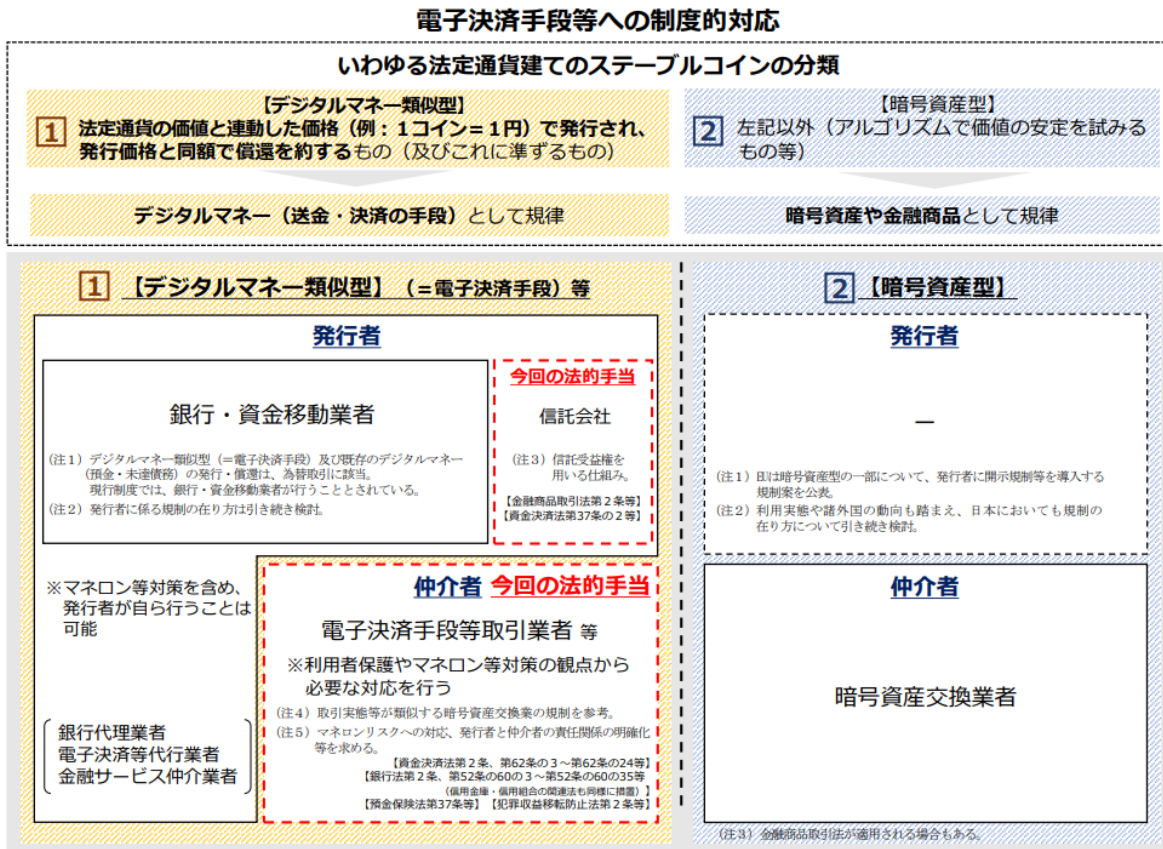 電子決済手段等への制度的対応
いわゆる法定通貨建てのステーブルコインの分類
【デジタルマネー類似型】
1
法定通貨の価値と連動した価格（例：１コイン＝１円）で発行され、
発行価格と同額で償還を約するもの（及びこれに準ずるもの）
【暗号資産型】
2
左記以外（アルゴリズムで価値の安定を試みる
もの等）
デジタルマネー（送金・決済の手段）として規律
暗号資産や金融商品として規律
1 【デジタルマネー類似型】（＝電子決済手段）等
発行者
銀行・資金移動業者
（注１）デジタルマネー類似型（＝電子決済手段）及び既存のデジタルマネー
（預金・未達債務）の発行・償還は、為替取引に該当。
現行制度では、銀行・資金移動業者が行うこととされている。
（注２）発行者に係る規制の在り方は引き続き検討。
今回の法的手当
信託会社
（注３）信託受益権を
用いる仕組み。
【金融商品取引法第２条等】
【資金決済法第37条の２等】
※マネロン等対策を含め、
発行者が自ら行うことは
可能
銀行代理業者
電子決済等代行業者
金融サービス仲介業者
仲介者 今回の法的手当
電子決済手段等取引業者 等
※利用者保護やマネロン等対策の観点から
必要な対応を行う
（注４）取引実態等が類似する暗号資産交換業の規制を参考。
（注５）マネロンリスクへの対応、発行者と仲介者の責任関係の明確化
等を求める。
【資金決済法第２条、第62条の３～第62条の24等】
【銀行法第２条、第52条の60の３～第52条の60の35等
（信用金庫・信用組合の関連法も同様に措置）】
【預金保険法第37条等】【犯罪収益移転防止法第２条等】
2 【暗号資産型】
発行者
―
（注１）EUは暗号資産型の一部について、発行者に開示規制等を導入する
規制案を公表。
（注２）利用実態や諸外国の動向も踏まえ、日本においても規制の
在り方について引き続き検討。
仲介者
暗号資産交換業者
（注３）金融商品取引法が適用される場合もある。